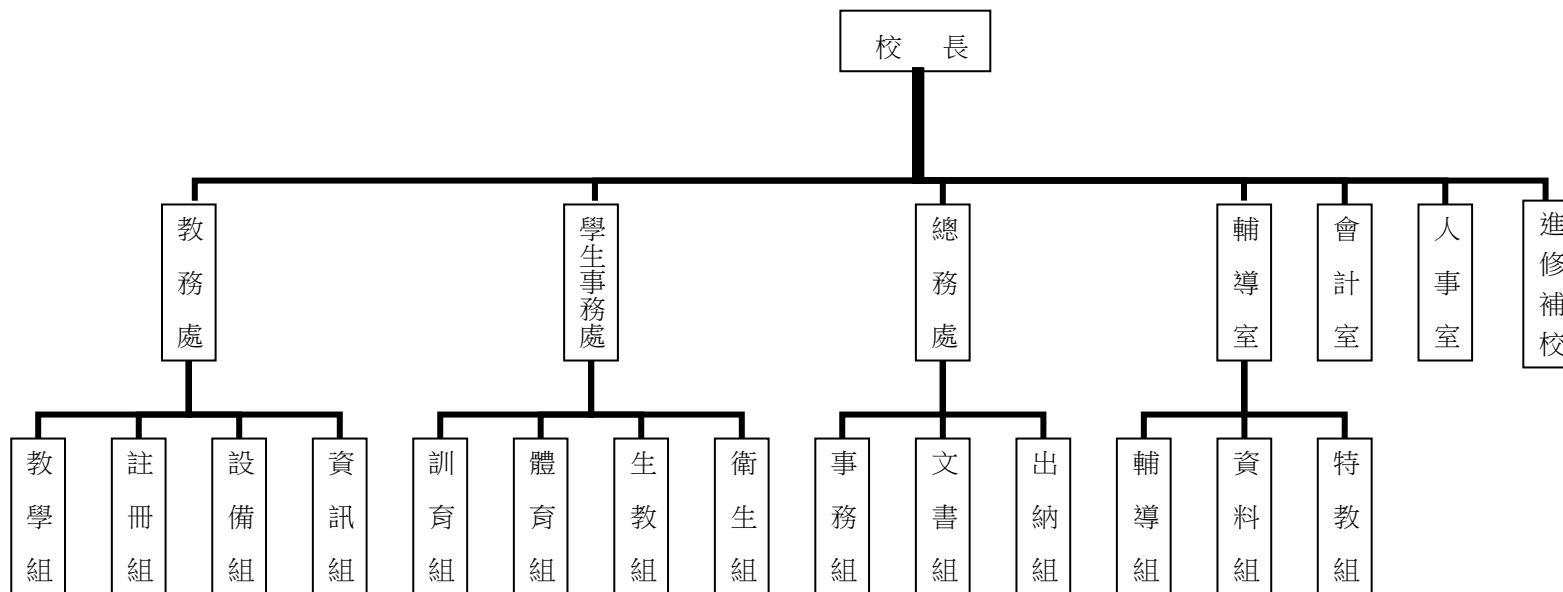 校長
教務處
學生事務處
總務處
輔導室
會計室
人事室
進修補校
教學組
註冊組
設備組
資訊組
訓育組
體育組
生教組
衛生組
事務組
文書組
出納組
輔導組
資料組
特教組